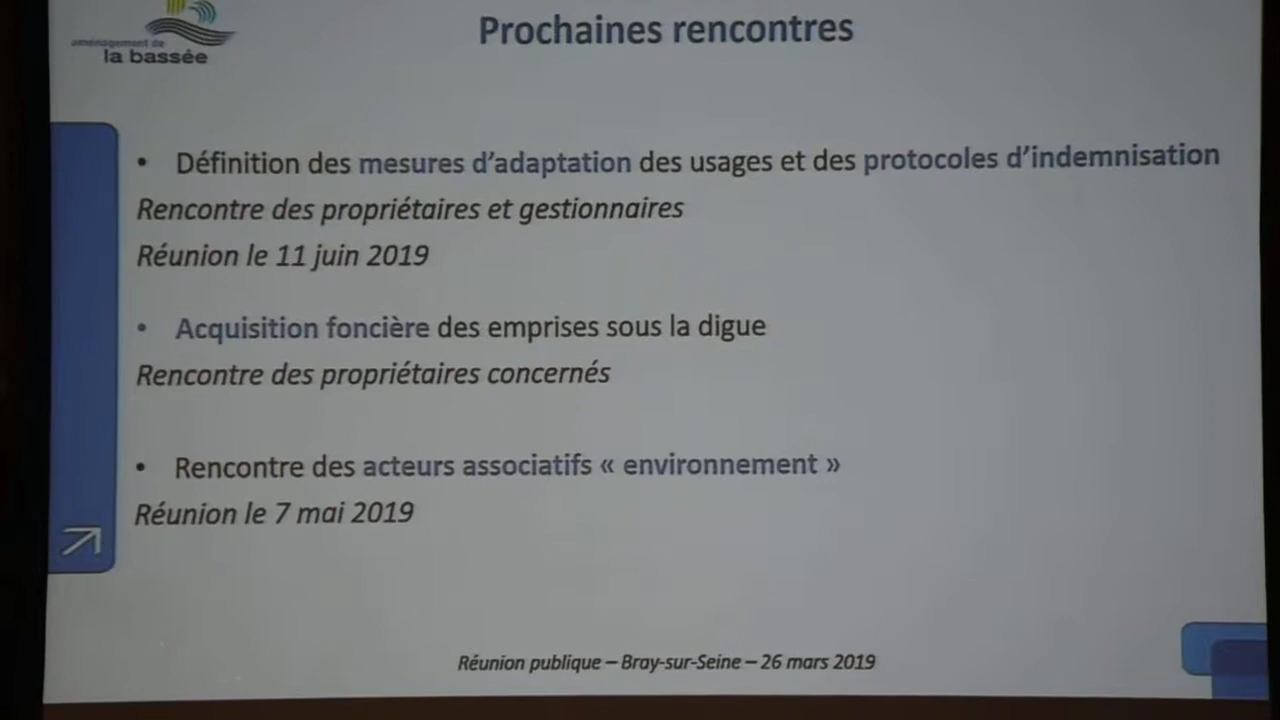 Prochaines rencontres
aménagement de
la bassée
• Définition des mesures d'adaptation des usages et des protocoles d'indemnisation
Rencontre des propriétaires et gestionnaires
Réunion le 11 juin 2019
• Acquisition foncière des emprises sous la digue
Rencontre des propriétaires concernés
• Rencontre des acteurs associatifs « environnement »
Réunion le 7 mai 2019
Réunion publique – Bray-sur-Seine – 26 mars 2019